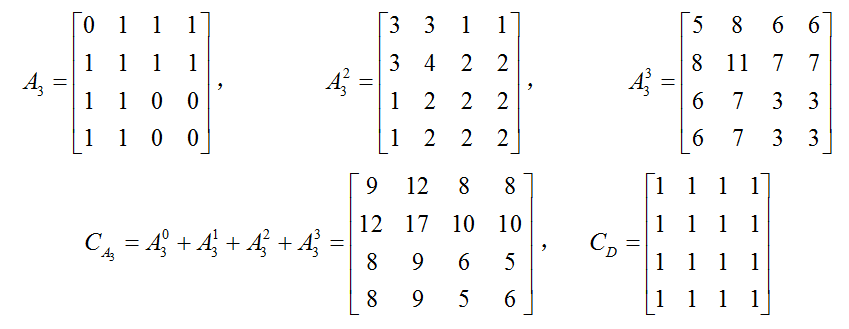 A_3 = [0 1 1 1; 1 1 1 1; 1 1 0 0; 1 1 0 0], A_3^2 = [3 3 1 1; 3 4 2 2; 1 2 2 2; 1 2 2 2], A_3^3 = [5 8 6 6; 8 11 7 7; 6 7 3 3; 6 7 3 3]
C_{A_3} = A_3^0 + A_3^1 + A_3^2 + A_3^3 = [9 12 8 8; 12 17 10 10; 8 9 6 5; 8 9 5 6], C_D = [1 1 1 1; 1 1 1 1; 1 1 1 1; 1 1 1 1]